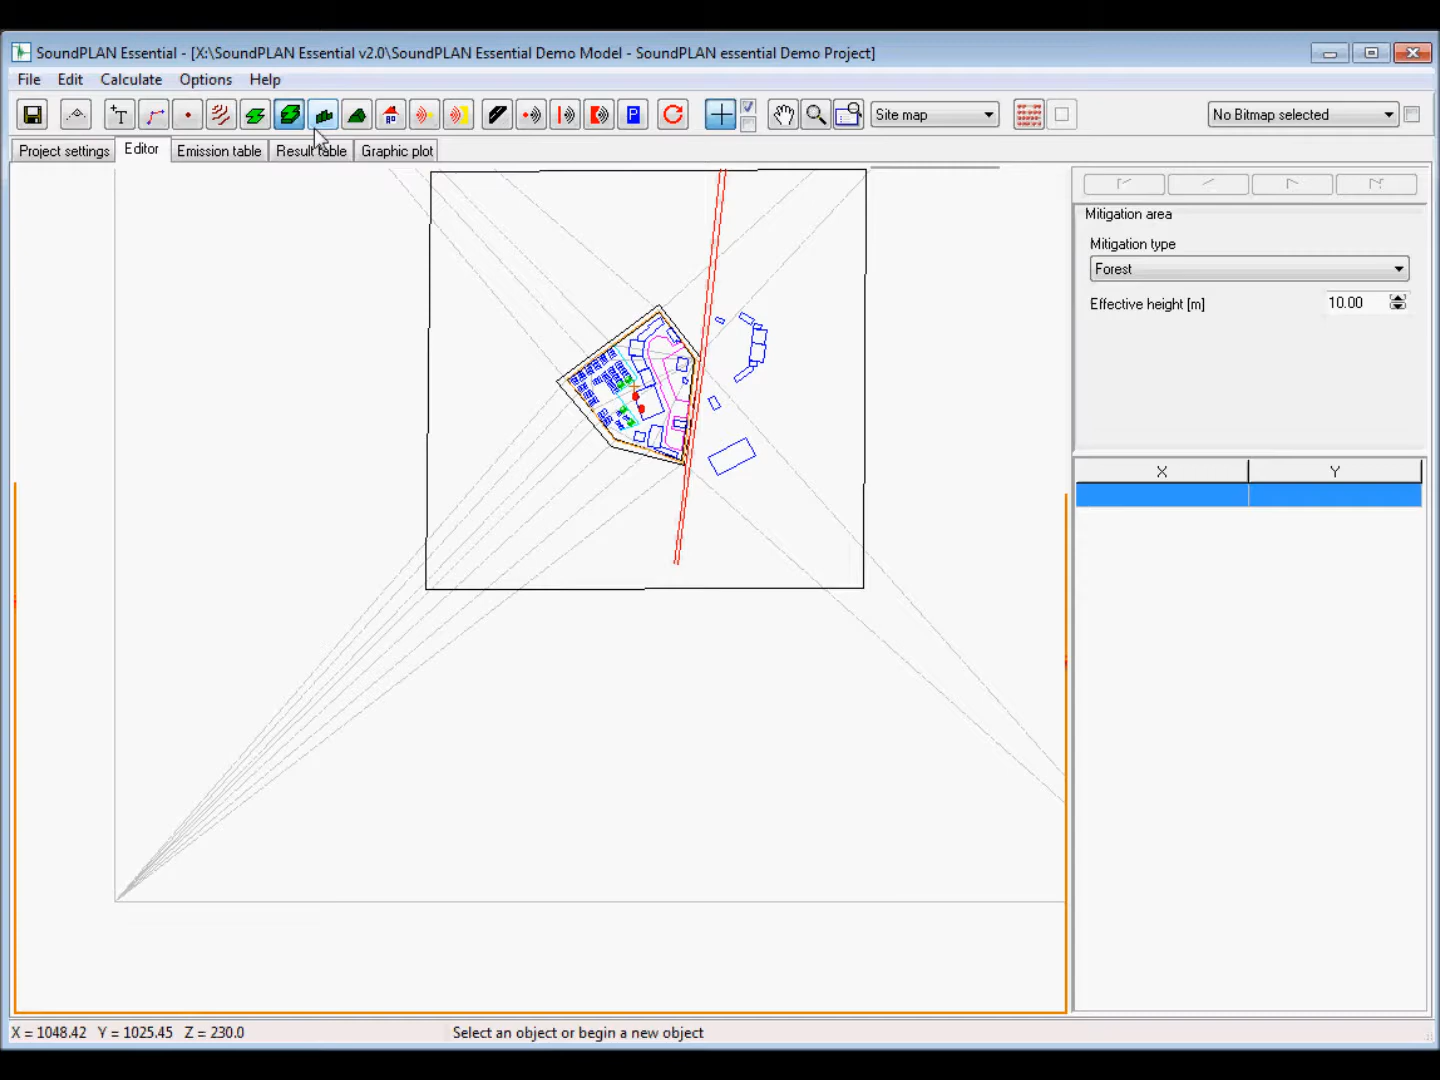 SoundPLAN Essential - [X:\SoundPLAN Essential v2.0\SoundPLAN Essential Demo Model - SoundPLAN essential Demo Project]
File Edit Calculate Options Help
T P Site map No Bitmap selected
Project settings Editor Emission table Result table Graphic plot
Mitigation area
Mitigation type
Forest
Effective height [m] 10.00
X Y
X = 1048.42 Y = 1025.45 Z = 230.0 Select an object or begin a new object